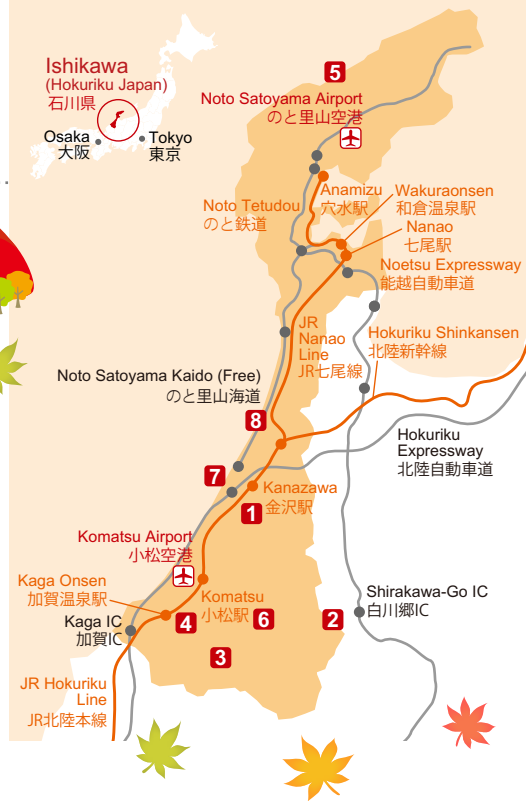 Ishikawa
(Hokuriku Japan)
石川県
Osaka
大阪
Tokyo
東京
5
Noto Satoyama Airport
のと里山空港
Anamizu
穴水駅
Wakuraonsen
和倉温泉駅
Noto Tetudou
のと鉄道
Nanao
七尾駅
Noetsu Expressway
能越自動車道
JR
Nanao
Line
JR七尾線
Hokuriku Shinkansen
北陸新幹線
Noto Satoyama Kaido (Free)
のと里山海道
8
Hokuriku
Expressway
北陸自動車道
7
Kanazawa
金沢駅
1
Komatsu Airport
小松空港
Kaga Onsen
加賀温泉駅
Komatsu
小松駅
Shirakawa-Go IC
白川郷IC
Kaga IC
加賀IC
4
6
2
3
JR Hokuriku
Line
JR北陸本線